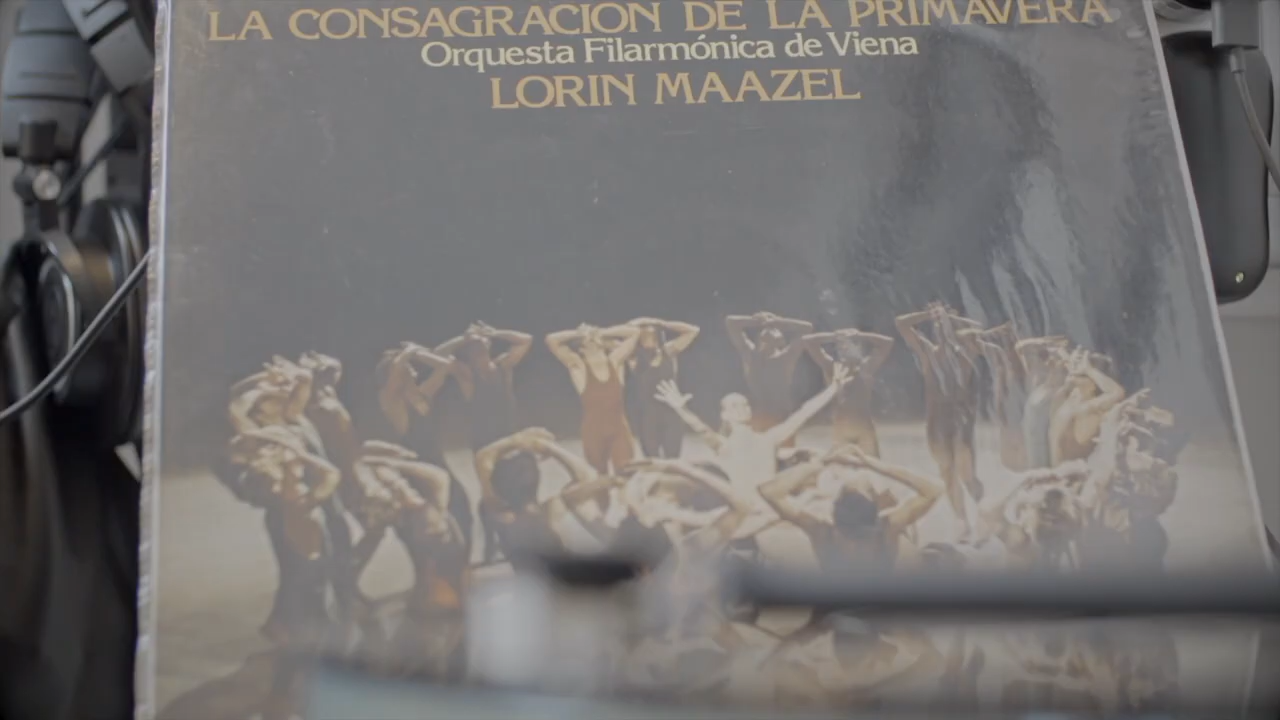 LA CONSAGRACION DE LA PRIMAVERA
Orquesta Filarmónica de Viena
LORIN MAAZEL